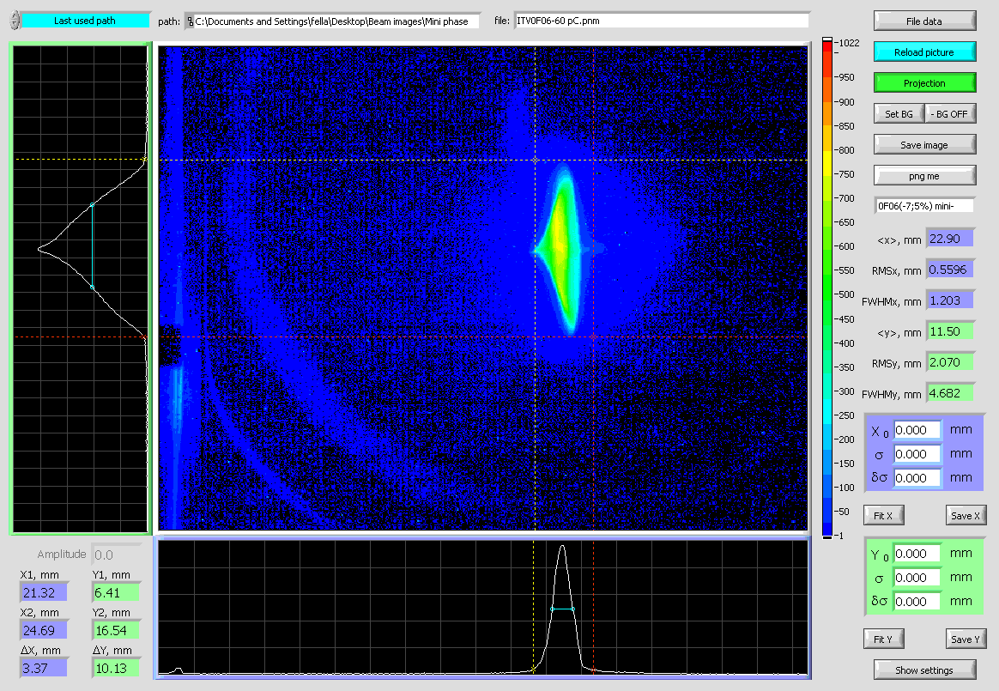 Last used path
path: C:\Documents and Settings\fella\Desktop\Beam images\Mini phase
file: ITV0F06-60 pC.pnm
File data
Reload picture
Projection
Set BG
- BG OFF
Save image
png me
0F06(-7;5%) mini-
<x>, mm 22.90
RMSx, mm 0.5596
FWHMx, mm 1.203
<y>, mm 11.50
RMSy, mm 2.070
FWHMy, mm 4.682
X 0 0.000 mm
σ 0.000 mm
δσ 0.000 mm
Fit X
Save X
Y 0 0.000 mm
σ 0.000 mm
δσ 0.000 mm
Fit Y
Save Y
Show settings
1022
950
900
850
800
750
700
650
600
550
500
450
400
350
300
250
200
150
100
50
1
Amplitude 0.0
X1, mm Y1, mm
21.32 6.41
X2, mm Y2, mm
24.69 16.54
ΔX, mm ΔY, mm
3.37 10.13